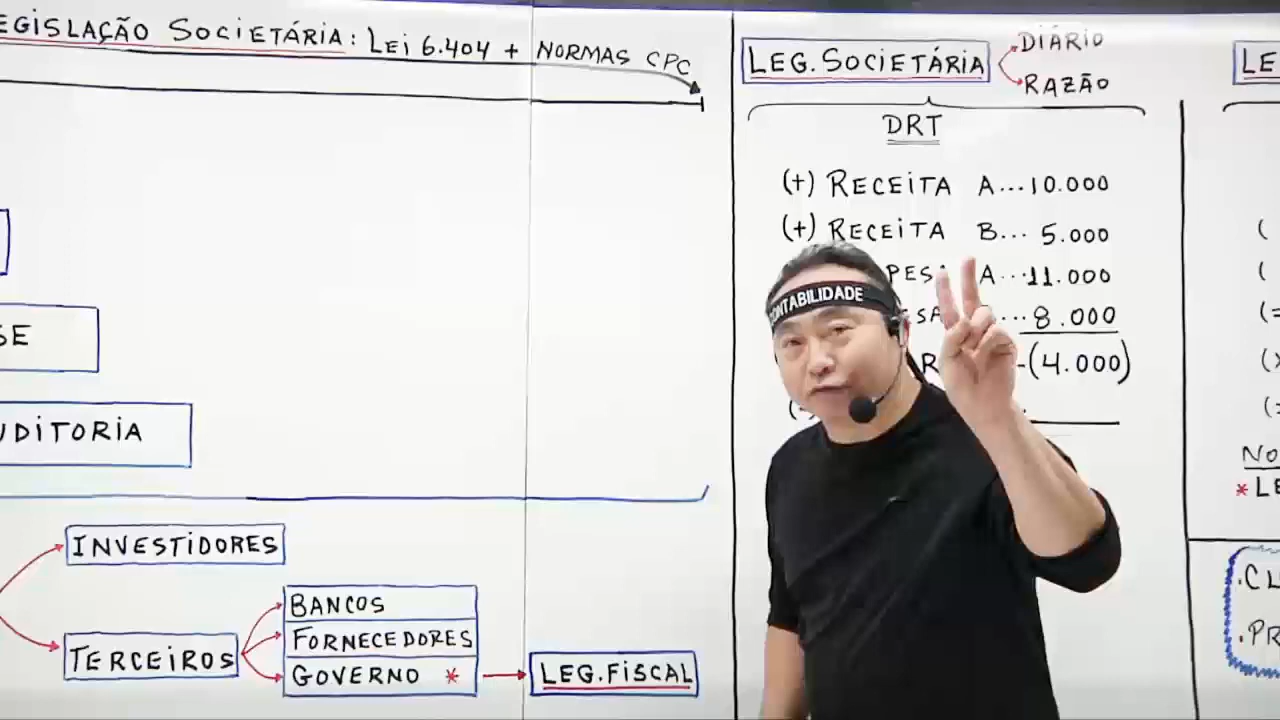 EGISLAÇÃO SOCIETÁRIA: LEI 6.404 + NORMAS CPC
SE
UDITORIA
INVESTIDORES
TERCEIROS
BANCOS
FORNECEDORES
GOVERNO *
LEG. FISCAL
LEG. SOCIETÁRIA
DIÁRIO
RAZÃO
DRT
(+) RECEITA A...10.000
(+) RECEITA B... 5.000
PES A...11.000
SA ...8.000
R -(4.000)
CONTABILIDADE
LE
(
(
(=
(
(=
NO
* LE
.CL
.PR